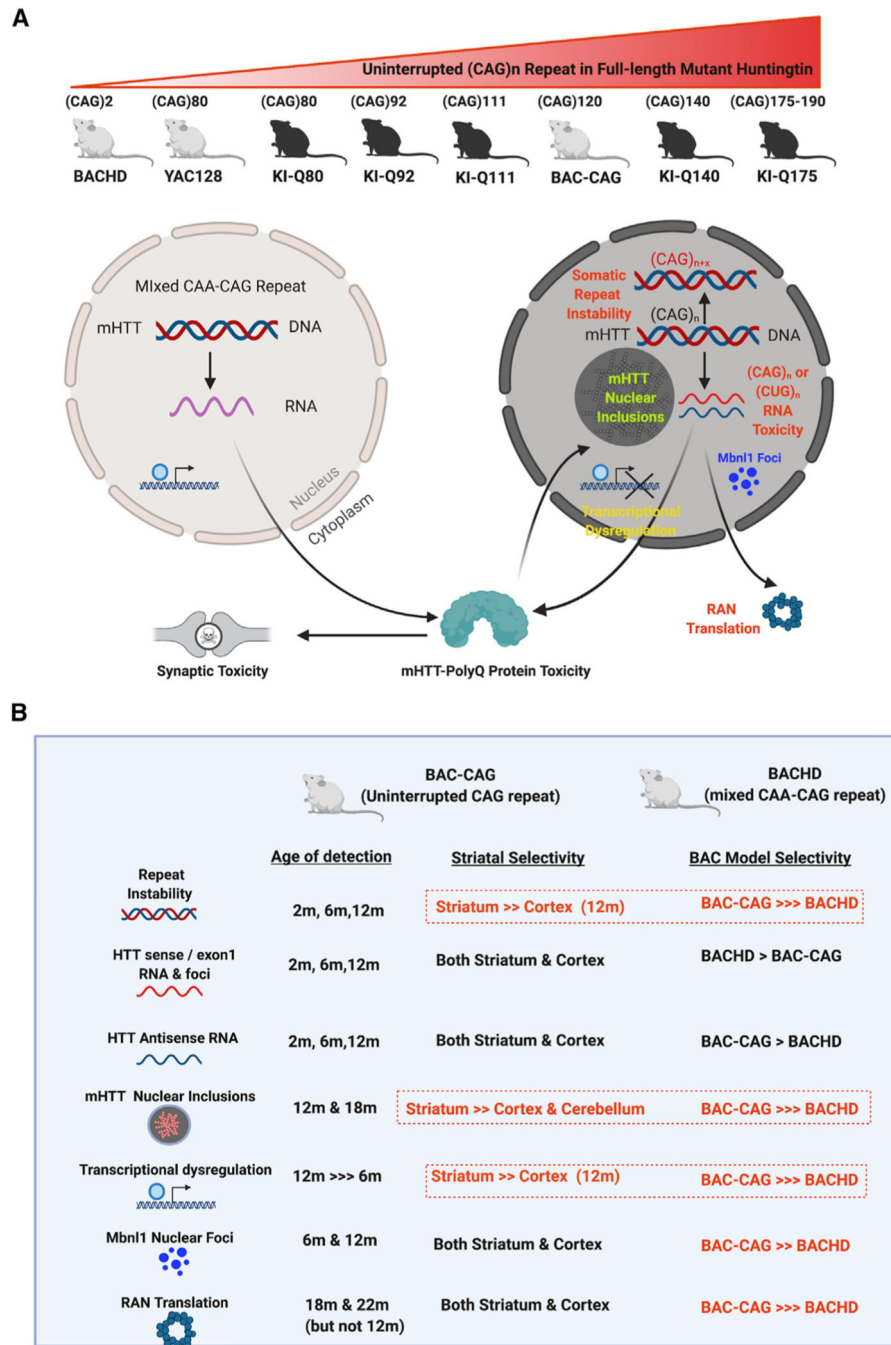 A
Uninterrupted (CAG)n Repeat in Full-length Mutant Huntingtin
(CAG)2 (CAG)80 (CAG)80 (CAG)92 (CAG)111 (CAG)120 (CAG)140 (CAG)175-190
BACHD YAC128 KI-Q80 KI-Q92 KI-Q111 BAC-CAG KI-Q140 KI-Q175
MIxed CAA-CAG Repeat
mHTT DNA
RNA
Nucleus
Cytoplasm
(CAG)n+x
Somatic
Repeat
Instability
(CAG)n
mHTT DNA
mHTT
Nuclear
Inclusions
(CAG)n or
(CUG)n
RNA
Toxicity
Mbnl1 Foci
Transcriptional
Dysregulation
RAN
Translation
Synaptic Toxicity
mHTT-PolyQ Protein Toxicity
B
BAC-CAG
(Uninterrupted CAG repeat)
BACHD
(mixed CAA-CAG repeat)
Age of detection Striatal Selectivity BAC Model Selectivity
Repeat
Instability
2m, 6m,12m Striatum >> Cortex (12m) BAC-CAG >>> BACHD
HTT sense / exon1
RNA & foci
2m, 6m,12m Both Striatum & Cortex BACHD > BAC-CAG
HTT Antisense RNA
2m, 6m,12m Both Striatum & Cortex BAC-CAG > BACHD
mHTT Nuclear Inclusions
12m & 18m Striatum >> Cortex & Cerebellum BAC-CAG >>> BACHD
Transcriptional dysregulation
12m >>> 6m Striatum >> Cortex (12m) BAC-CAG >>> BACHD
Mbnl1 Nuclear Foci
6m & 12m Both Striatum & Cortex BAC-CAG >> BACHD
RAN Translation
18m & 22m
(but not 12m)
Both Striatum & Cortex BAC-CAG >>> BACHD